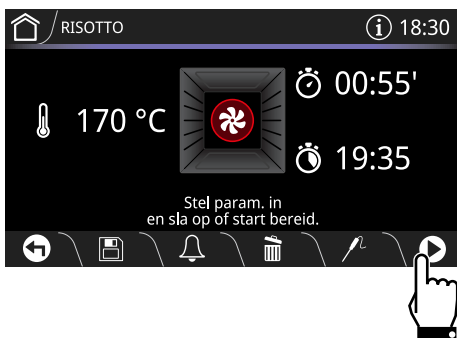 RISOTTO
i 18:30
170 °C
00:55'
19:35
Stel param. in
en sla op of start bereid.